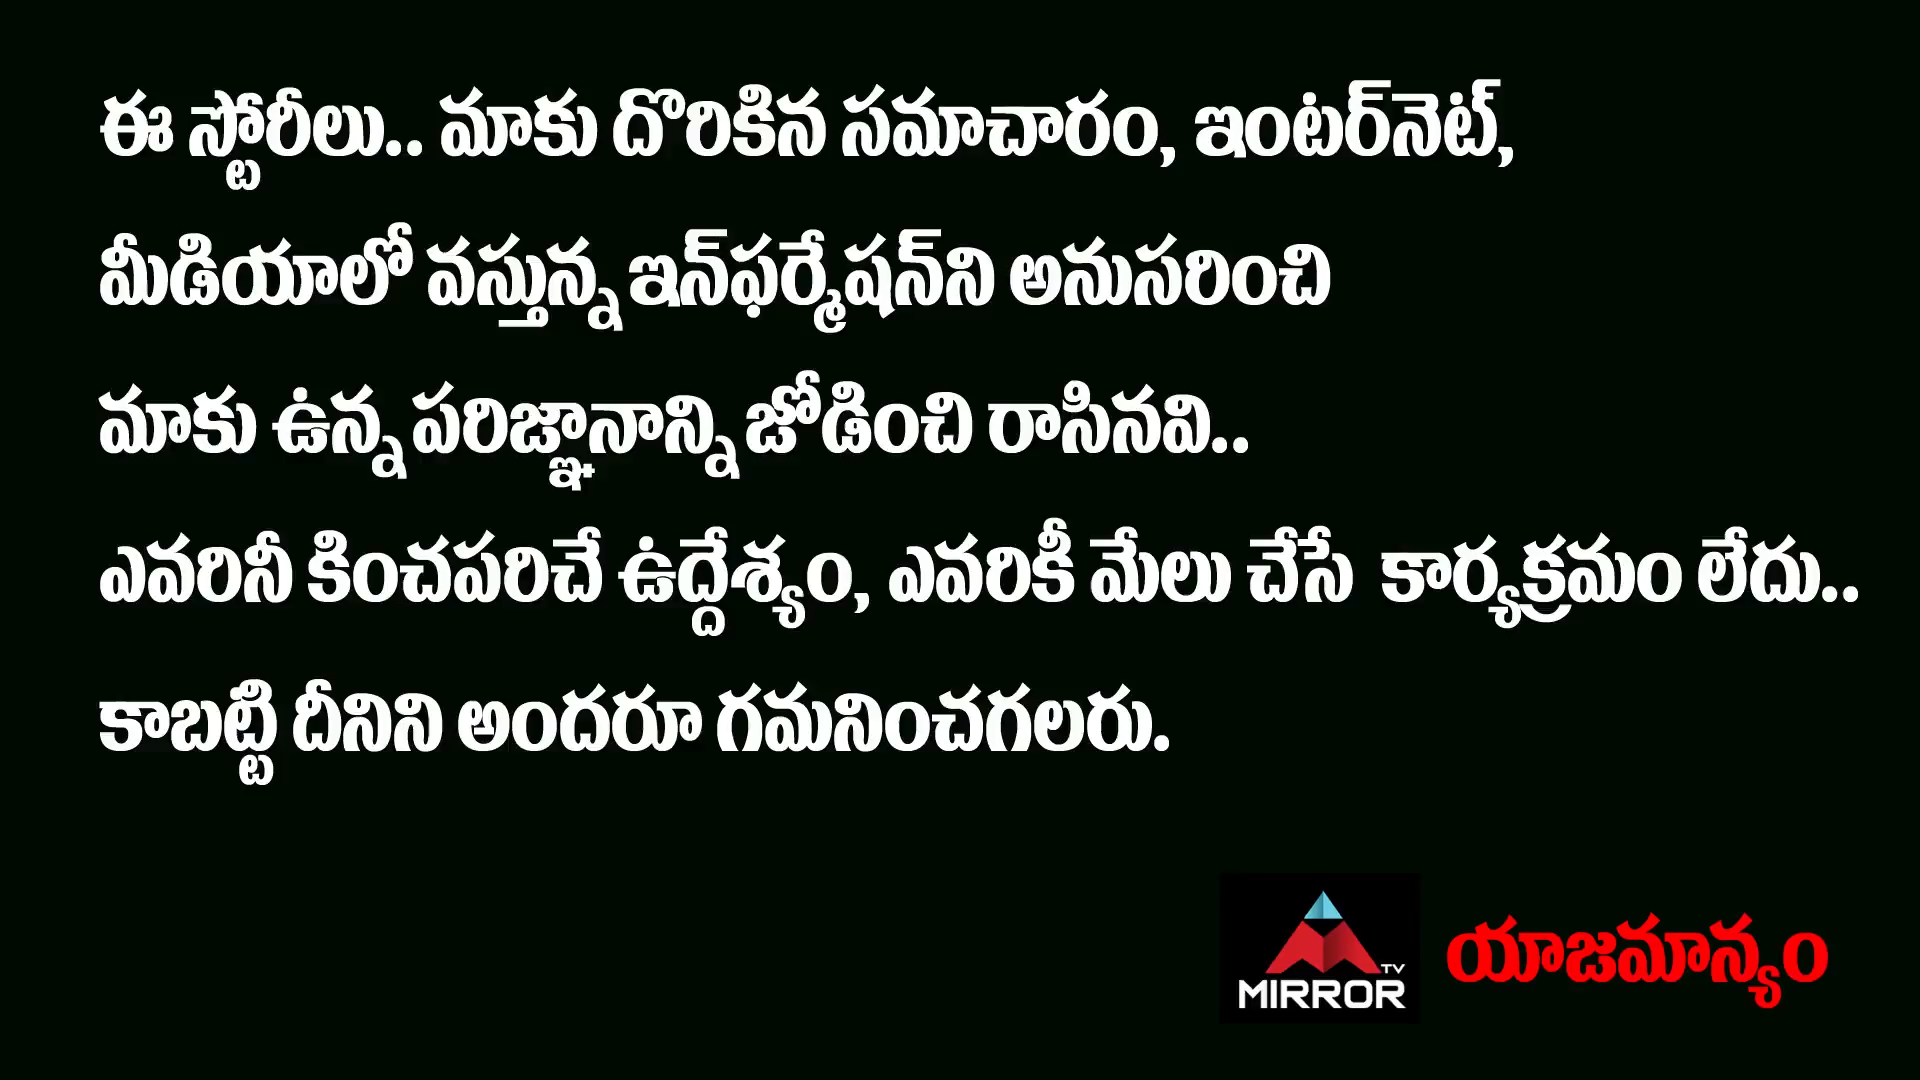 ఈ స్టోరీలు.. మాకు దొరికిన సమాచారం, ఇంటర్‌నెట్,
మీడియాలో వస్తున్న ఇన్‌ఫర్మేషన్‌ని అనుసరించి
మాకు ఉన్న పరిజ్ఞానాన్ని జోడించి రాసినవి..
ఎవరినీ కించపరిచే ఉద్దేశ్యం, ఎవరికీ మేలు చేసే కార్యక్రమం లేదు..
కాబట్టి దీనిని అందరూ గమనించగలరు.
TV
MIRROR
యాజమాన్యం